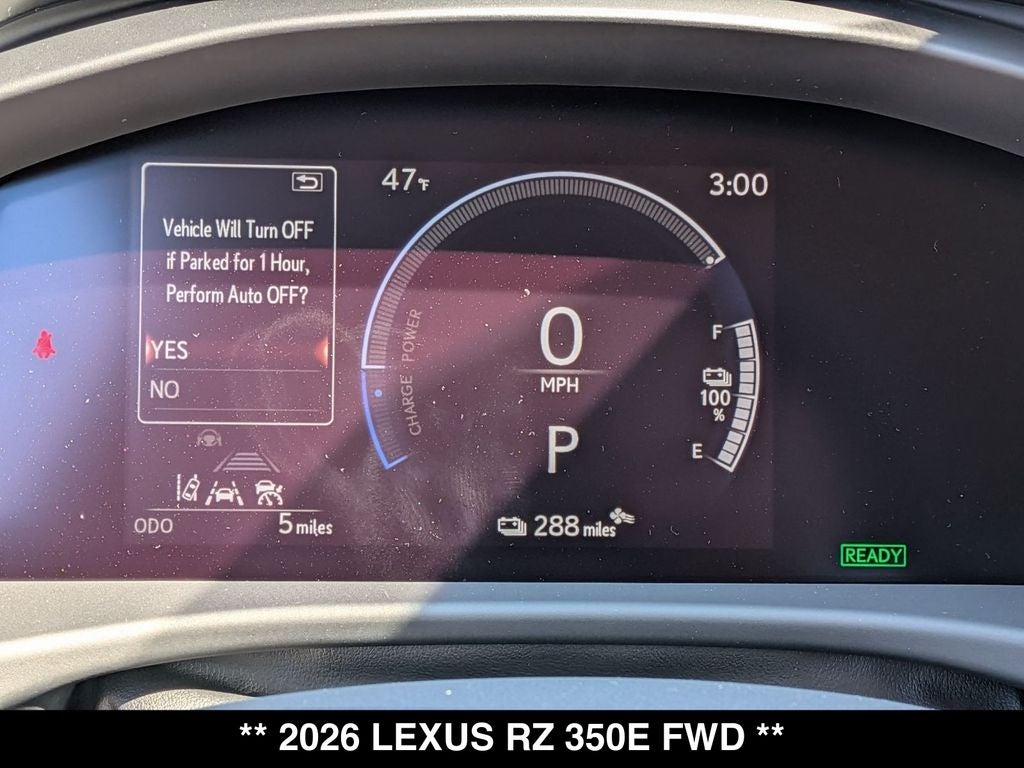 Vehicle Will Turn OFF
if Parked for 1 Hour,
Perform Auto OFF?
YES
NO
ODO 5 miles
47°F
3:00
CHARGE POWER
0
MPH
P
F
100
%
E
288 miles
READY
** 2026 LEXUS RZ 350E FWD **